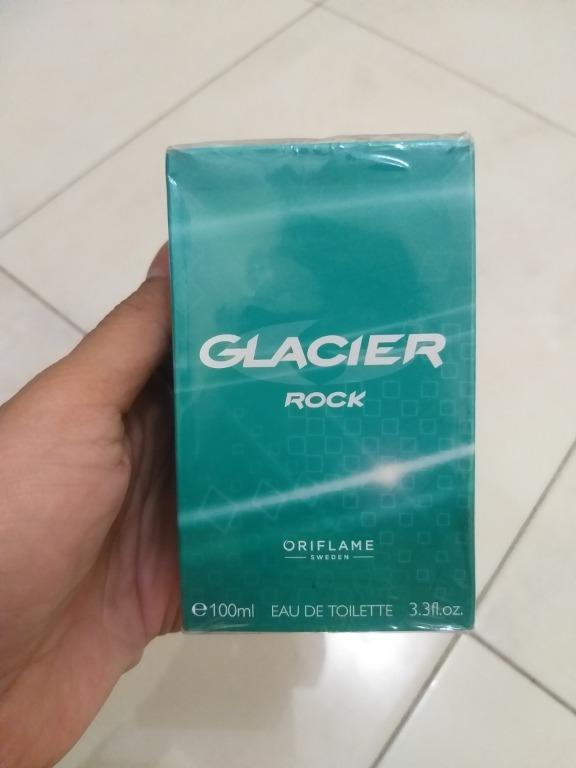 GLACIER
ROCK
ORIFLAME
SWEDEN
℮100ml EAU DE TOILETTE 3.3fl.oz.